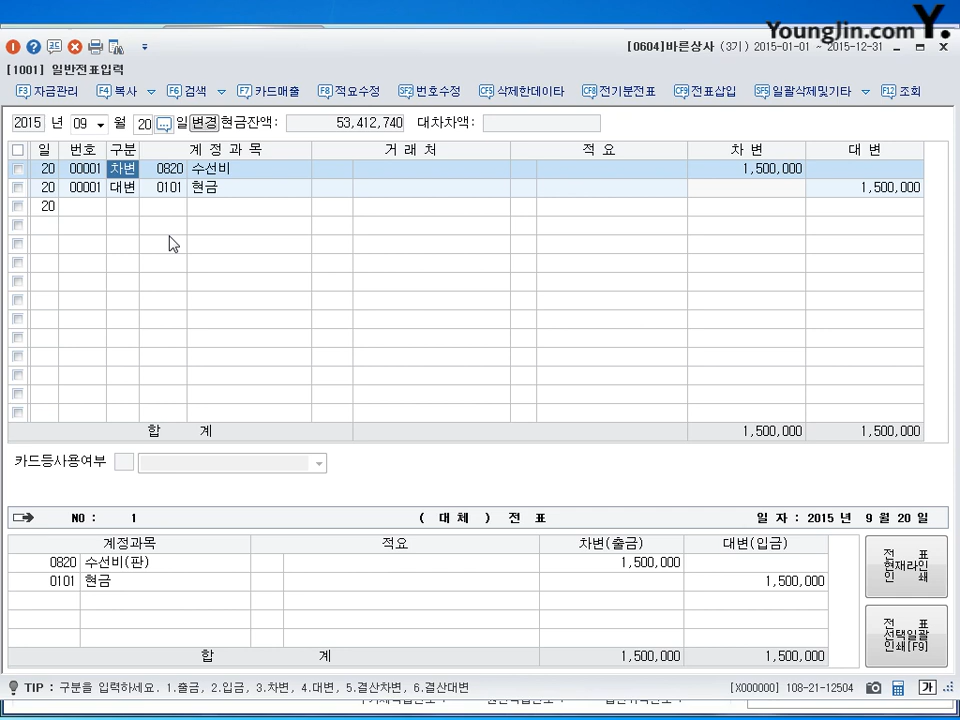 YoungJin.com Y.
[0604]바른상사 (3기) 2015-01-01 ~ 2015-12-31
[1001] 일반전표입력
F3 자금관리 F4 복사 F6 검색 F7 카드매출 F8 적요수정 SF2 번호수정 CF5 삭제한데이타 CF8 전기분전표 CF9 전표삽입 SF5 일괄삭제및기타 F12 조회
2015 년 09 월 20 일 변경 현금잔액: 53,412,740 대차차액:
일 번호 구분 계 정 과 목 거 래 처 적 요 차 변 대 변
20 00001 차변 0820 수선비 1,500,000
20 00001 대변 0101 현금 1,500,000
20
합 계 1,500,000 1,500,000
카드등사용여부
NO : 1 ( 대 체 ) 전 표 일 자 : 2015 년 9 월 20 일
계정과목 적요 차변(출금) 대변(입금)
0820 수선비(판) 1,500,000
0101 현금 1,500,000
합 계 1,500,000 1,500,000
전 표
현재라인
인 쇄
전 표
선택일괄
인쇄[F9]
TIP : 구분을 입력하세요. 1.출금, 2.입금, 3.차변, 4.대변, 5.결산차변, 6.결산대변
[X000000] 108-21-12504 가